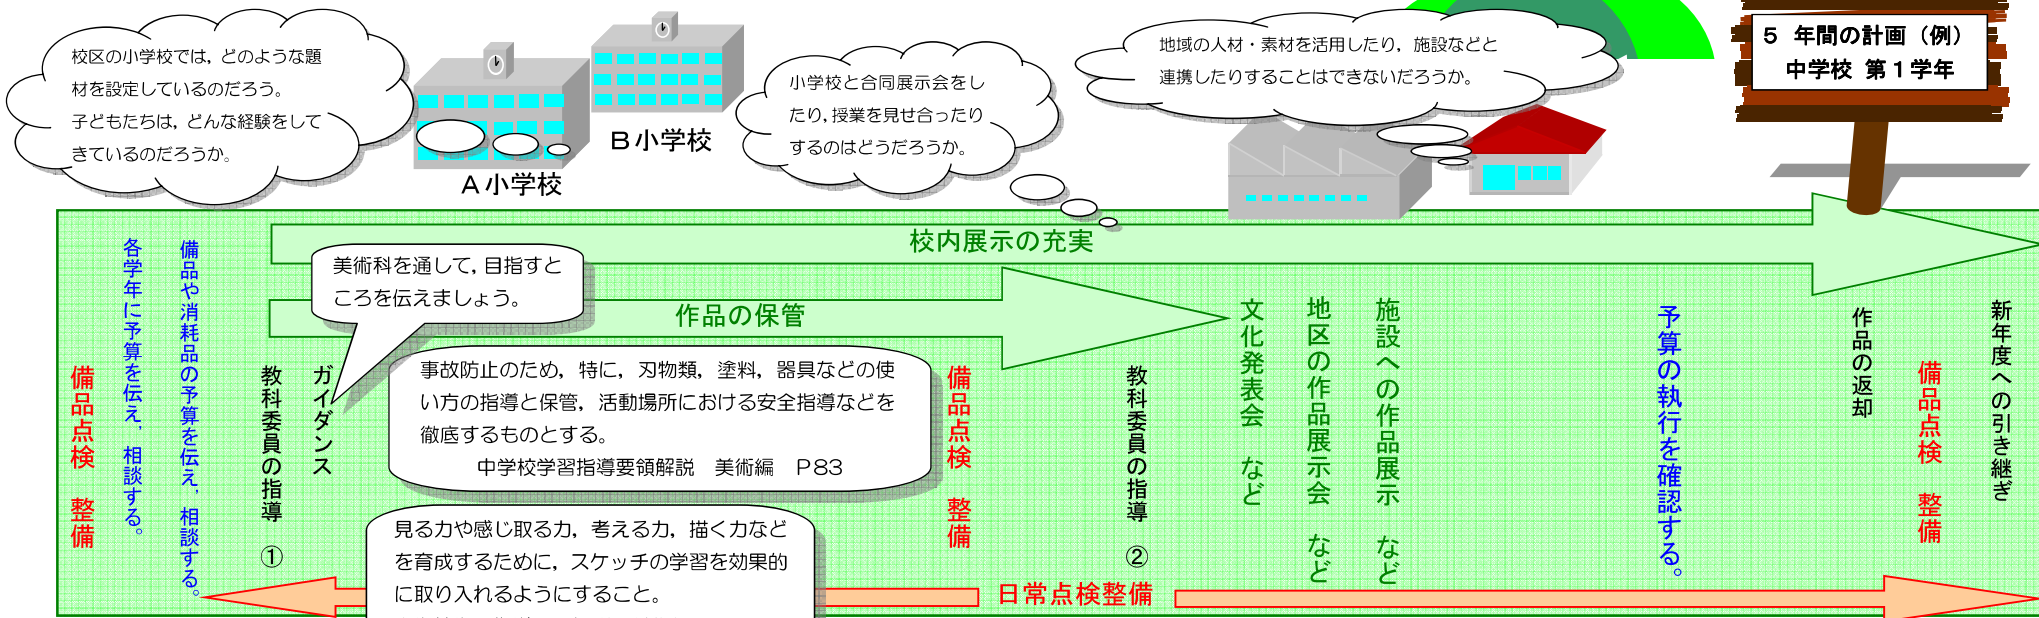 校区の小学校では，どのような題
材を設定しているのだろう。
子どもたちは，どんな経験をして
きているのだろうか。
A小学校
B小学校
小学校と合同展示会をし
たり，授業を見せ合ったり
するのはどうだろうか。
地域の人材・素材を活用したり，施設などと
連携したりすることはできないだろうか。
5 年間の計画（例）
中学校 第１学年
校内展示の充実
美術科を通して，目指すと
ころを伝えましょう。
作品の保管
備品点検 整備
各学年に予算を伝え，相談する。
備品や消耗品の予算を伝え，相談する。
教科委員の指導 ①
ガイダンス
事故防止のため，特に，刃物類，塗料，器具などの使
い方の指導と保管，活動場所における安全指導などを
徹底するものとする。
中学校学習指導要領解説 美術編 P83
見る力や感じ取る力，考える力，描く力など
を育成するために，スケッチの学習を効果的
に取り入れるようにすること。
備品点検 整備
教科委員の指導 ②
文化発表会 など
地区の作品展示会 など
施設への作品展示 など
予算の執行を確認する。
作品の返却
備品点検 整備
新年度への引き継ぎ
日常点検整備